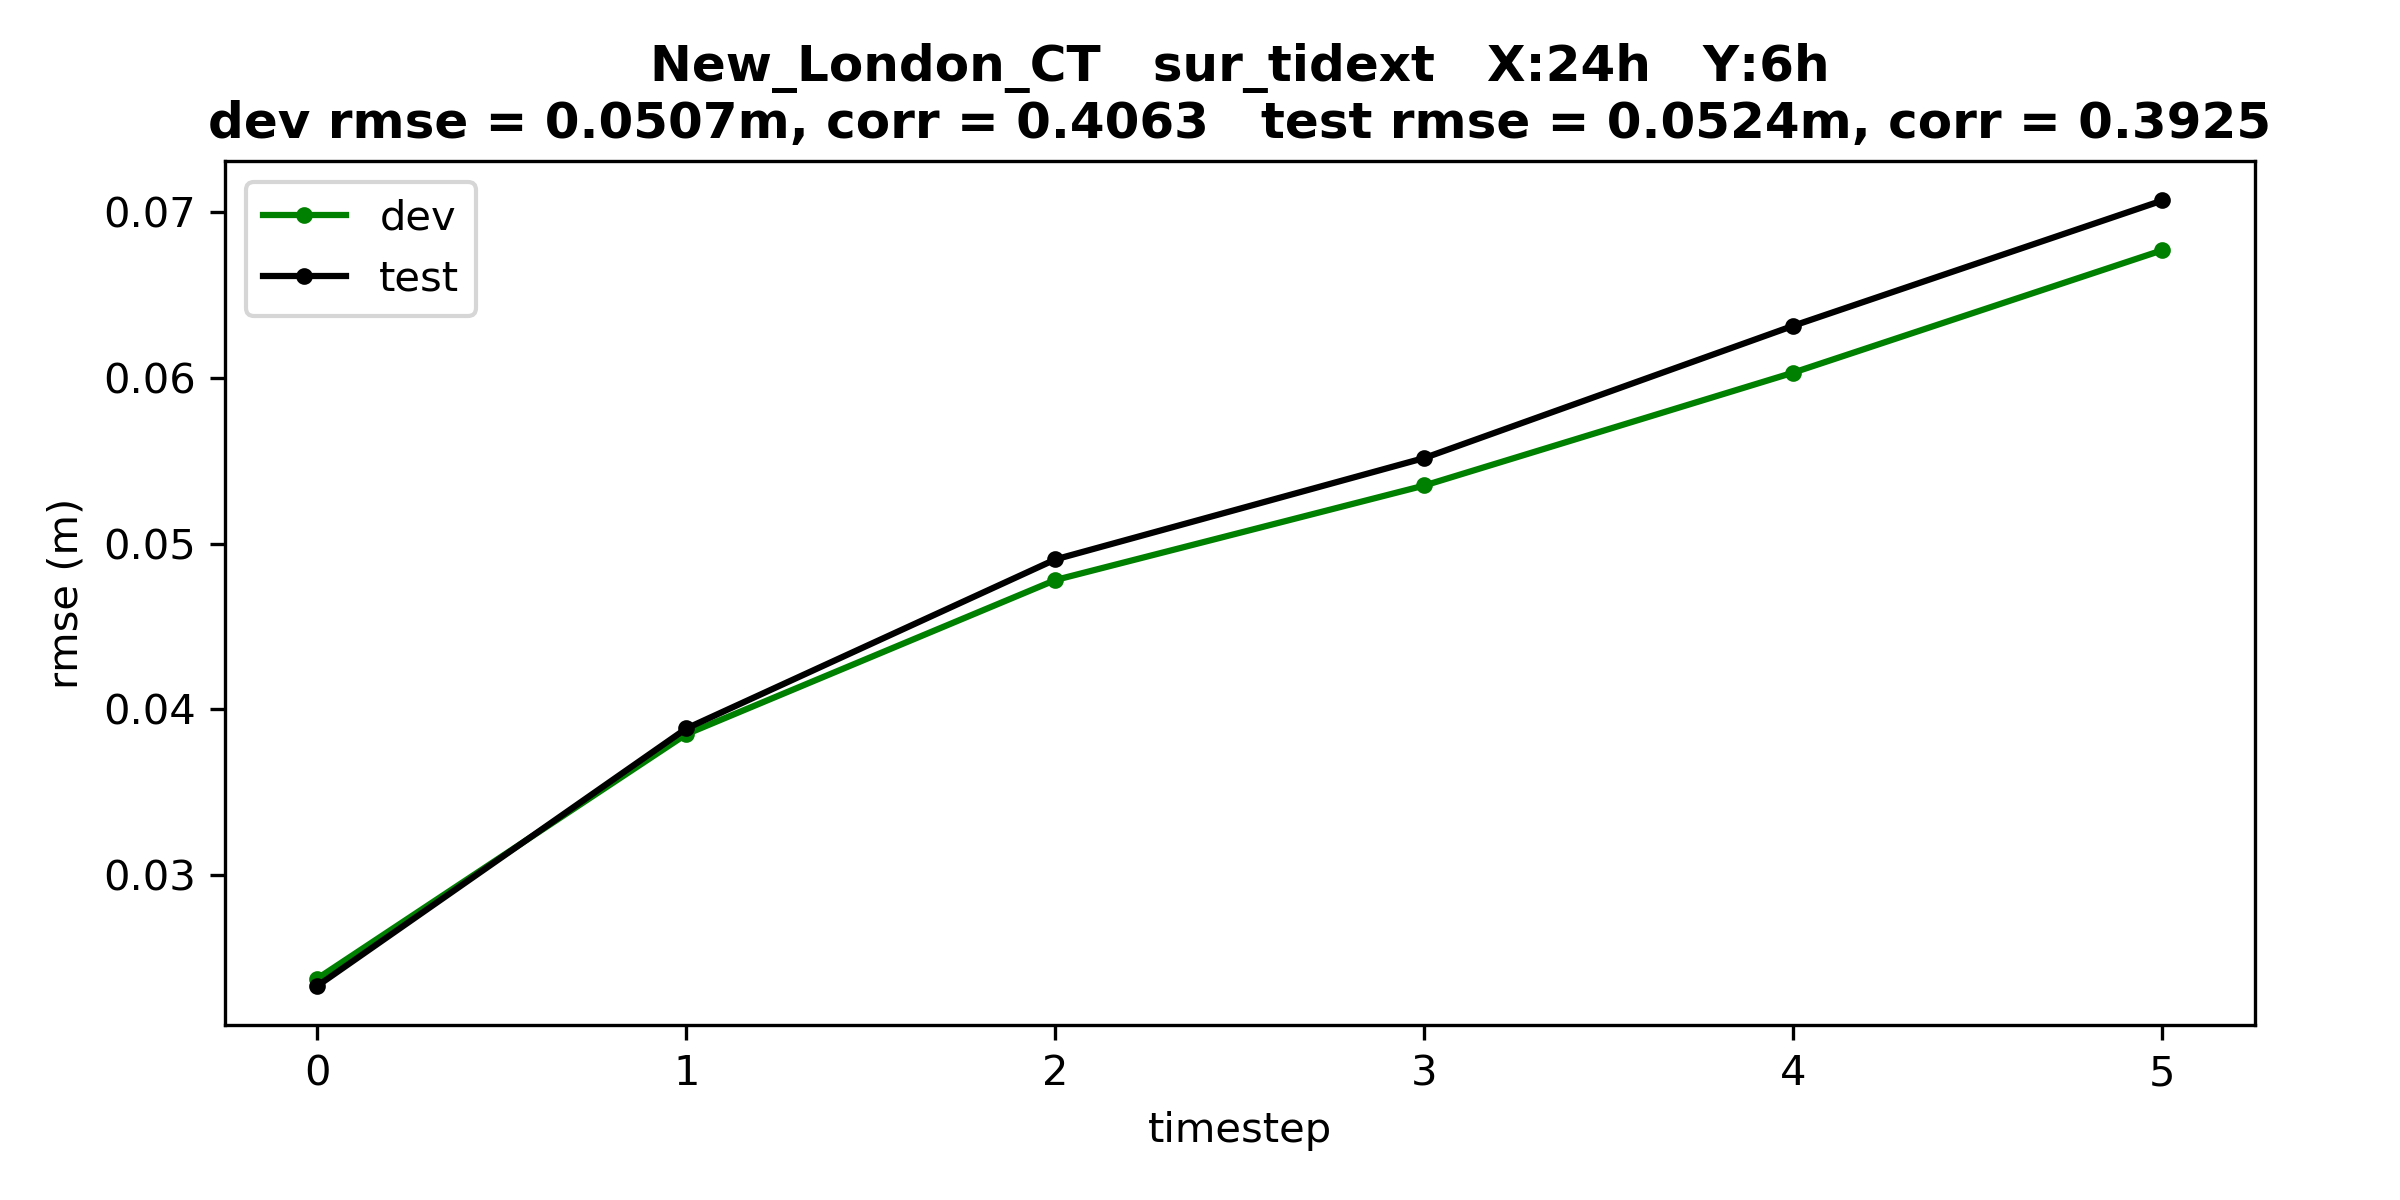 New_London_CT   sur_tidext   X:24h   Y:6h
dev rmse = 0.0507m, corr = 0.4063   test rmse = 0.0524m, corr = 0.3925
dev
test
0.07
0.06
0.05
0.04
0.03
rmse (m)
0 1 2 3 4 5
timestep